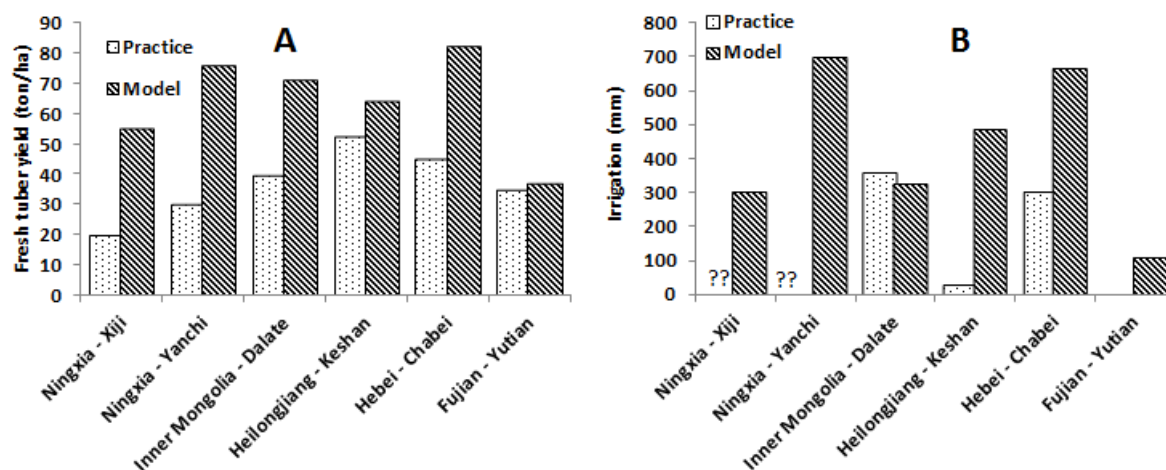 A
Practice
Model
Fresh tuber yield (ton/ha)
90
80
70
60
50
40
30
20
10
0
Ningxia - Xiji
Ningxia - Yanchi
Inner Mongolia - Dalate
Heilongjiang - Keshan
Hebei - Chabei
Fujian - Yutian
B
Practice
Model
Irrigation (mm)
800
700
600
500
400
300
200
100
0
??
??
Ningxia - Xiji
Ningxia - Yanchi
Inner Mongolia - Dalate
Heilongjiang - Keshan
Hebei - Chabei
Fujian - Yutian